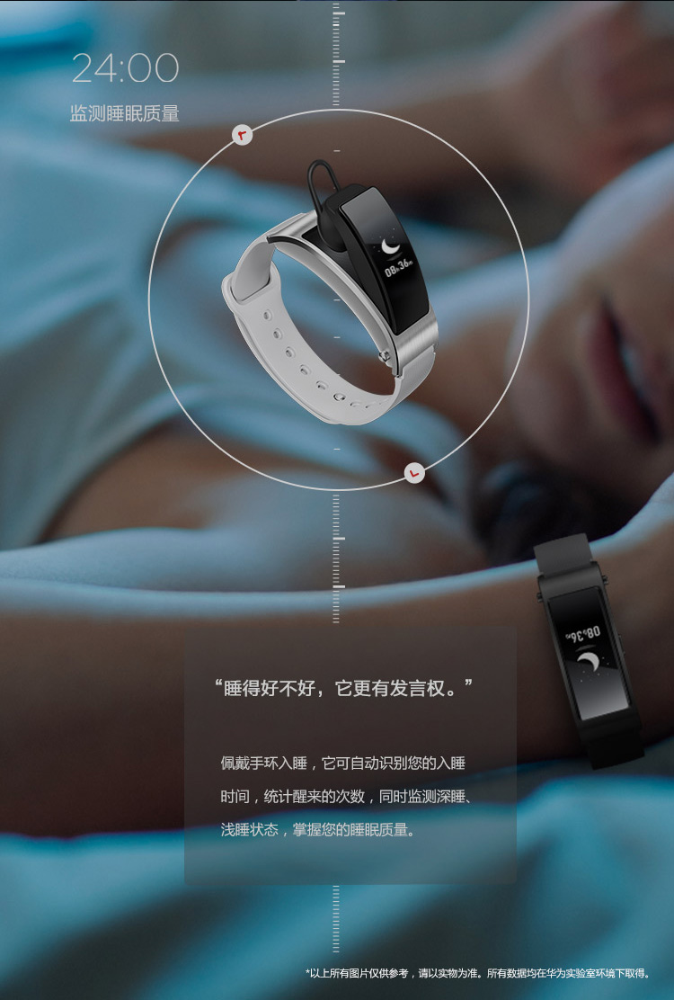 24:00
监测睡眠质量
08h36m
“睡得好不好，它更有发言权。”
08h36m
佩戴手环入睡，它可自动识别您的入睡
时间，统计醒来的次数，同时监测深睡、
浅睡状态，掌握您的睡眠质量。
*以上所有图片仅供参考，请以实物为准。所有数据均在华为实验室环境下取得。